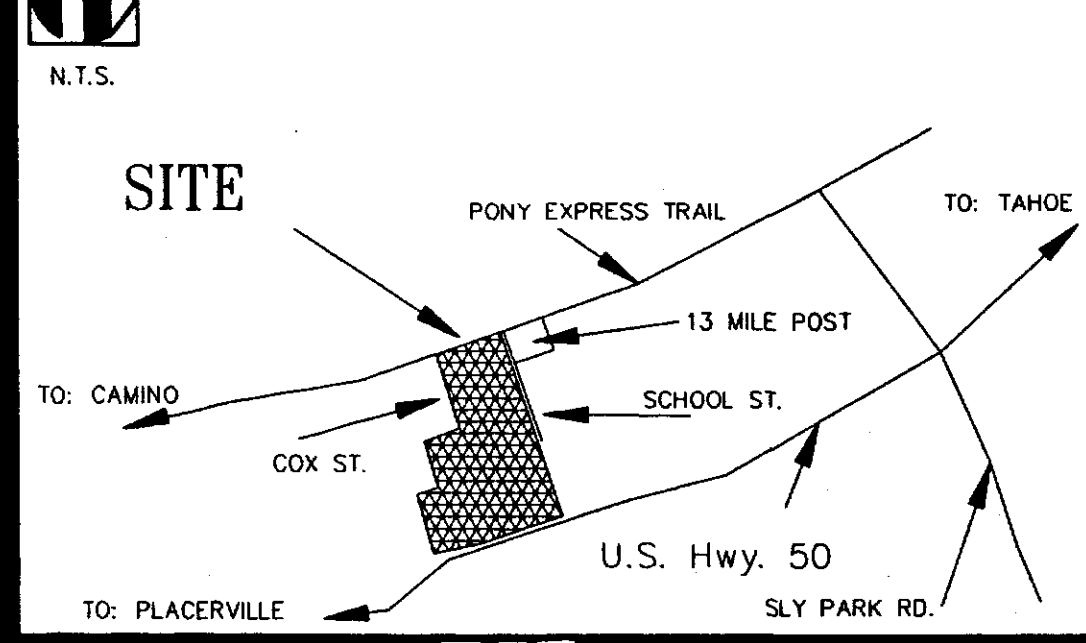 N.T.S.
SITE
PONY EXPRESS TRAIL
TO: TAHOE
13 MILE POST
TO: CAMINO
SCHOOL ST.
COX ST.
U.S. Hwy. 50
TO: PLACERVILLE
SLY PARK RD.